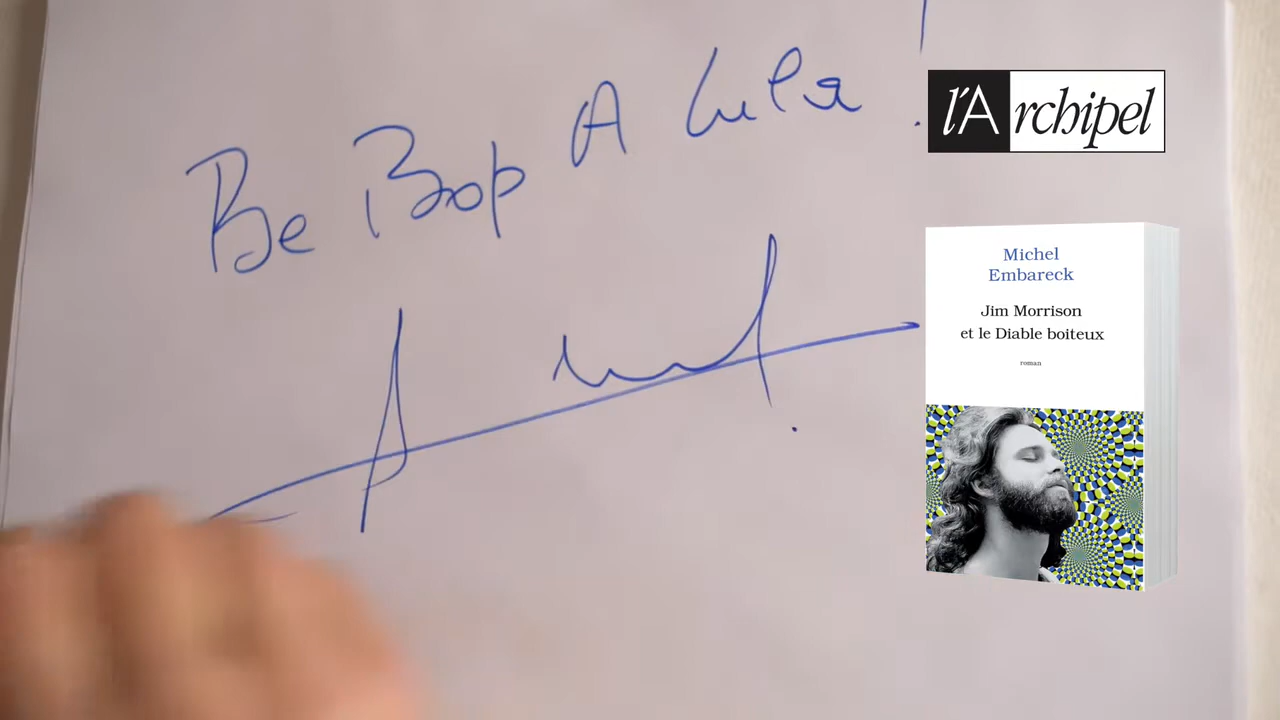 Be Bop A Lula !
l'Archipel
Michel
Embareck
Jim Morrison
et le Diable boiteux
roman